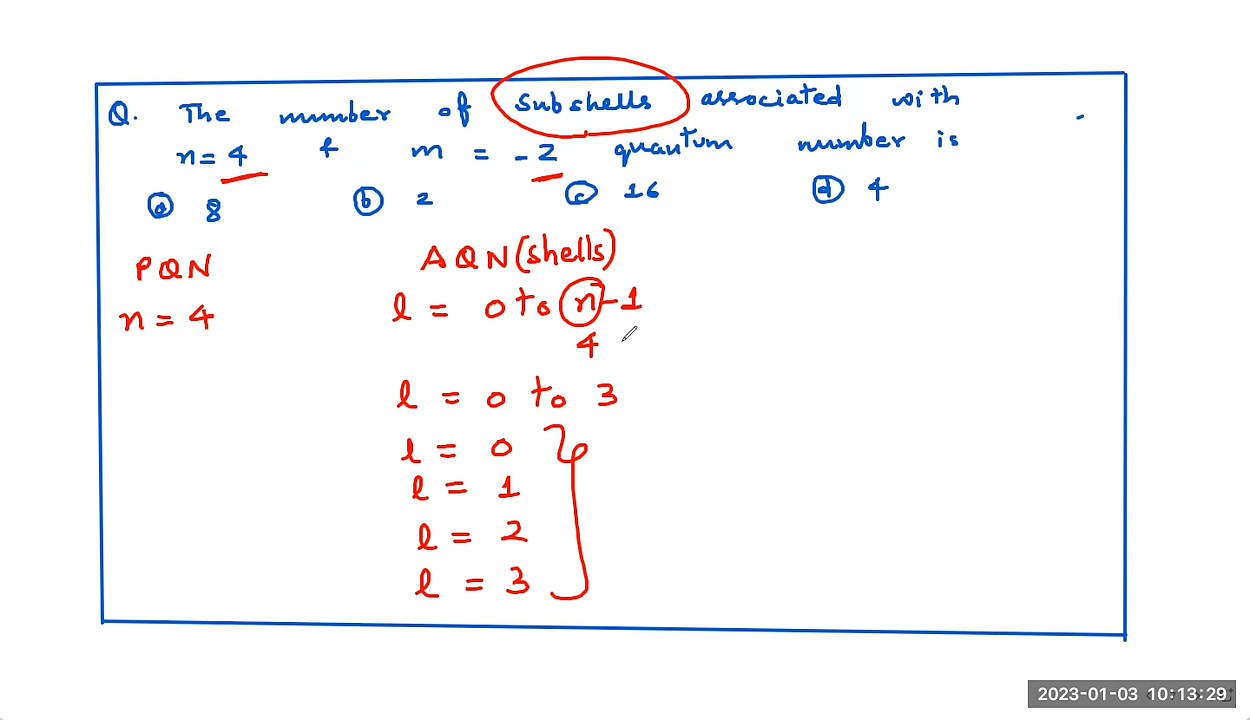 Q. The number of Subshells associated with
n = 4 & m = - 2 quantum number is
(a) 8 (b) 2 (c) 16 (d) 4
PQN AQN (shells)
n = 4 l = 0 to n - 1
4
l = 0 to 3
l = 0
l = 1
l = 2
l = 3
2023-01-03 10:13:29